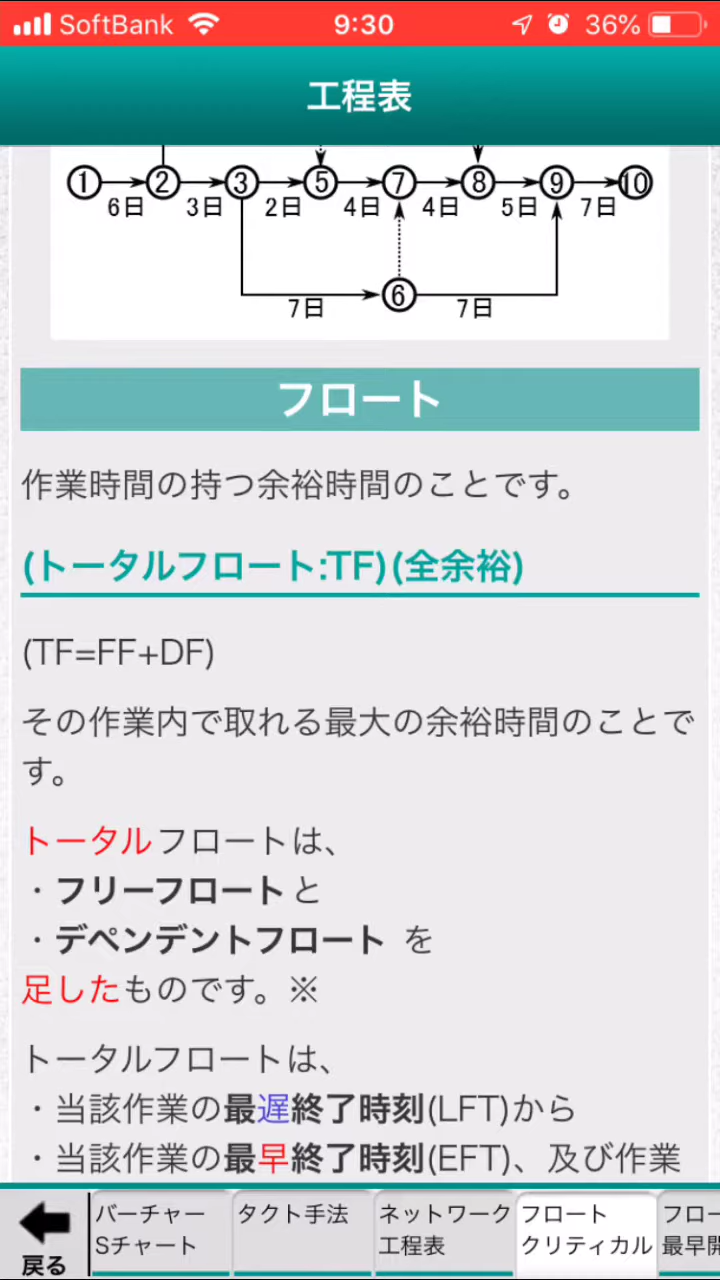 SoftBank 9:30 36%
工程表
① ② ③ ⑤ ⑦ ⑧ ⑨ ⑩
6日 3日 2日 4日 4日 5日 7日
⑥
7日 7日
フロート
作業時間の持つ余裕時間のことです。
(トータルフロート:TF)(全余裕)
(TF=FF+DF)
その作業内で取れる最大の余裕時間のことで
す。
トータルフロートは、
・フリーフロートと
・デペンデントフロート を
足したものです。※
トータルフロートは、
・当該作業の最遅終了時刻(LFT)から
・当該作業の最早終了時刻(EFT)、及び作業
戻る
バーチャー
Sチャート
タクト手法
ネットワーク
工程表
フロート
クリティカル
フロー
最早開